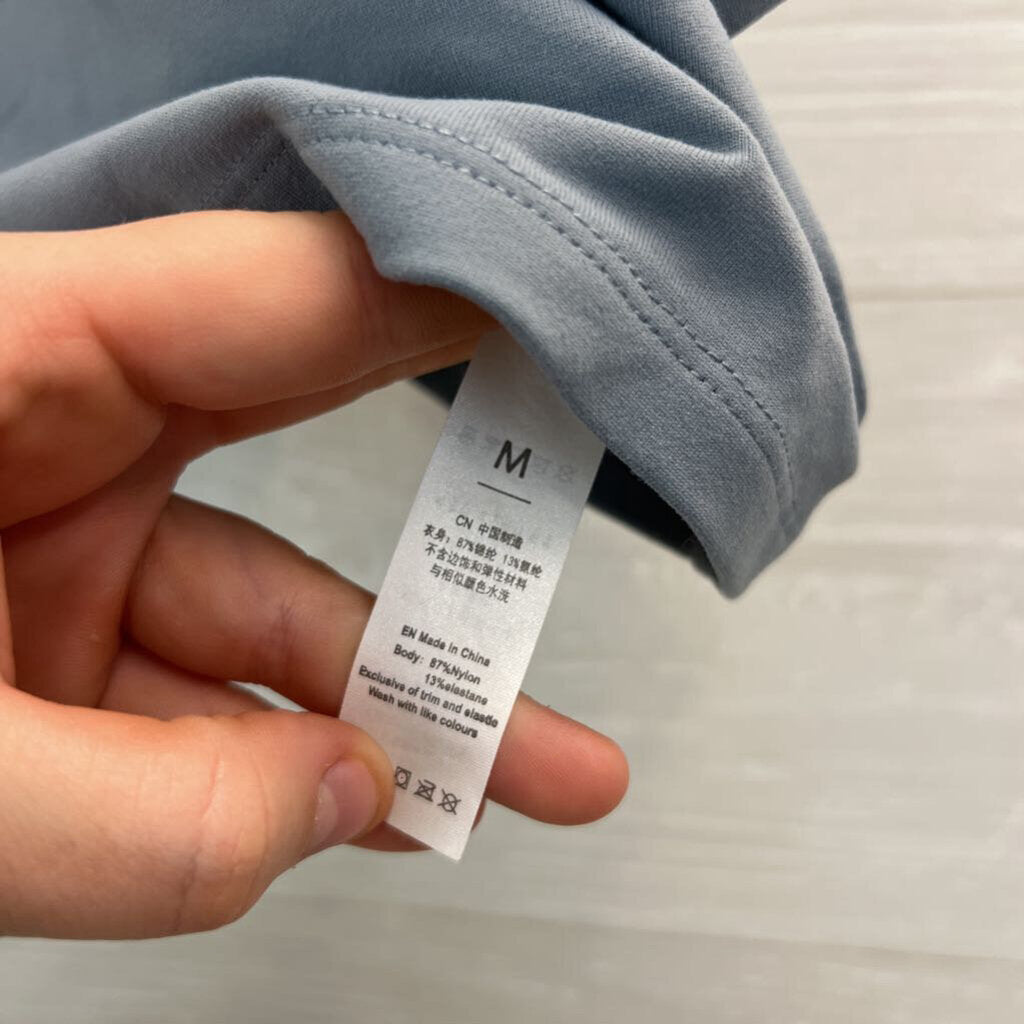 M
CN 中国制造
衣身: 87%锦纶 13%氨纶
不含边饰和弹性材料
与相似颜色水洗
EN Made in China
Body: 87%Nylon
13%elastane
Exclusive of trim and elastic
Wash with like colours